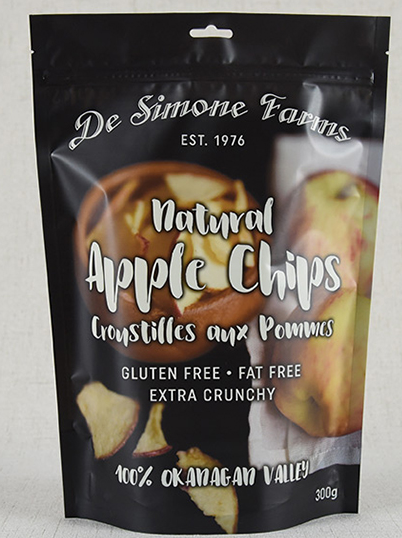 De Simone Farms
EST. 1976
Natural
Apple Chips
Croustilles aux Pommes
GLUTEN FREE • FAT FREE
EXTRA CRUNCHY
100% OKANAGAN VALLEY
300g